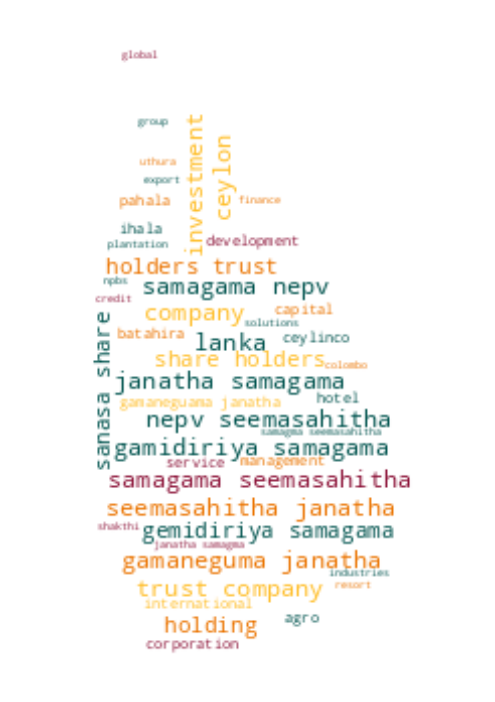 global
group
investment
ceylon
uthura
export
pahala
finance
ihala
plantation
development
holders trust
npbs
samagama nepv
credit
company
capital
solutions
sanasa share
batahira
lanka
ceylinco
share holders
colombo
janatha samagama
gamaneguama janatha
hotel
nepv seemasahitha
samagma seemasahitha
gamidiriya samagama
service
management
samagama seemasahitha
seemasahitha janatha
shakthi
gemidiriya samagama
janatha samagma
gamaneguma janatha
industries
trust company
resort
international
holding
agro
corporation